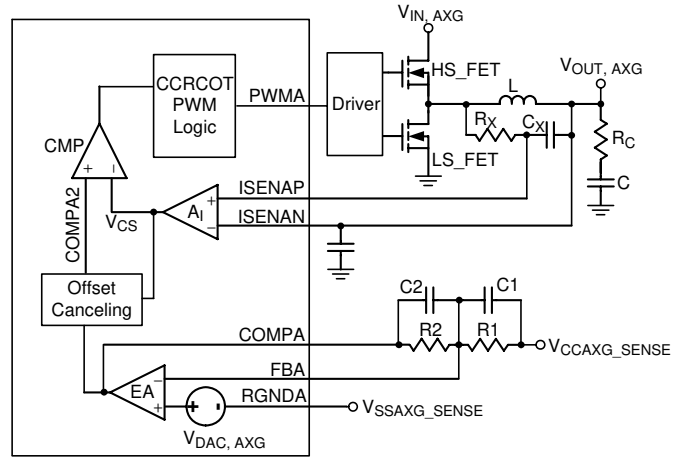 V_IN, AXG
CCRCOT
PWM
Logic
PWMA
Driver
HS_FET
LS_FET
L
V_OUT, AXG
R_X
C_X
R_C
C
CMP
+
-
COMPA2
V_CS
A_I
+
-
ISENAP
ISENAN
Offset
Canceling
C2
C1
COMPA
R2
R1
V_CCAXG_SENSE
FBA
EA
-
+
+
-
RGNDA
V_SSAXG_SENSE
V_DAC, AXG